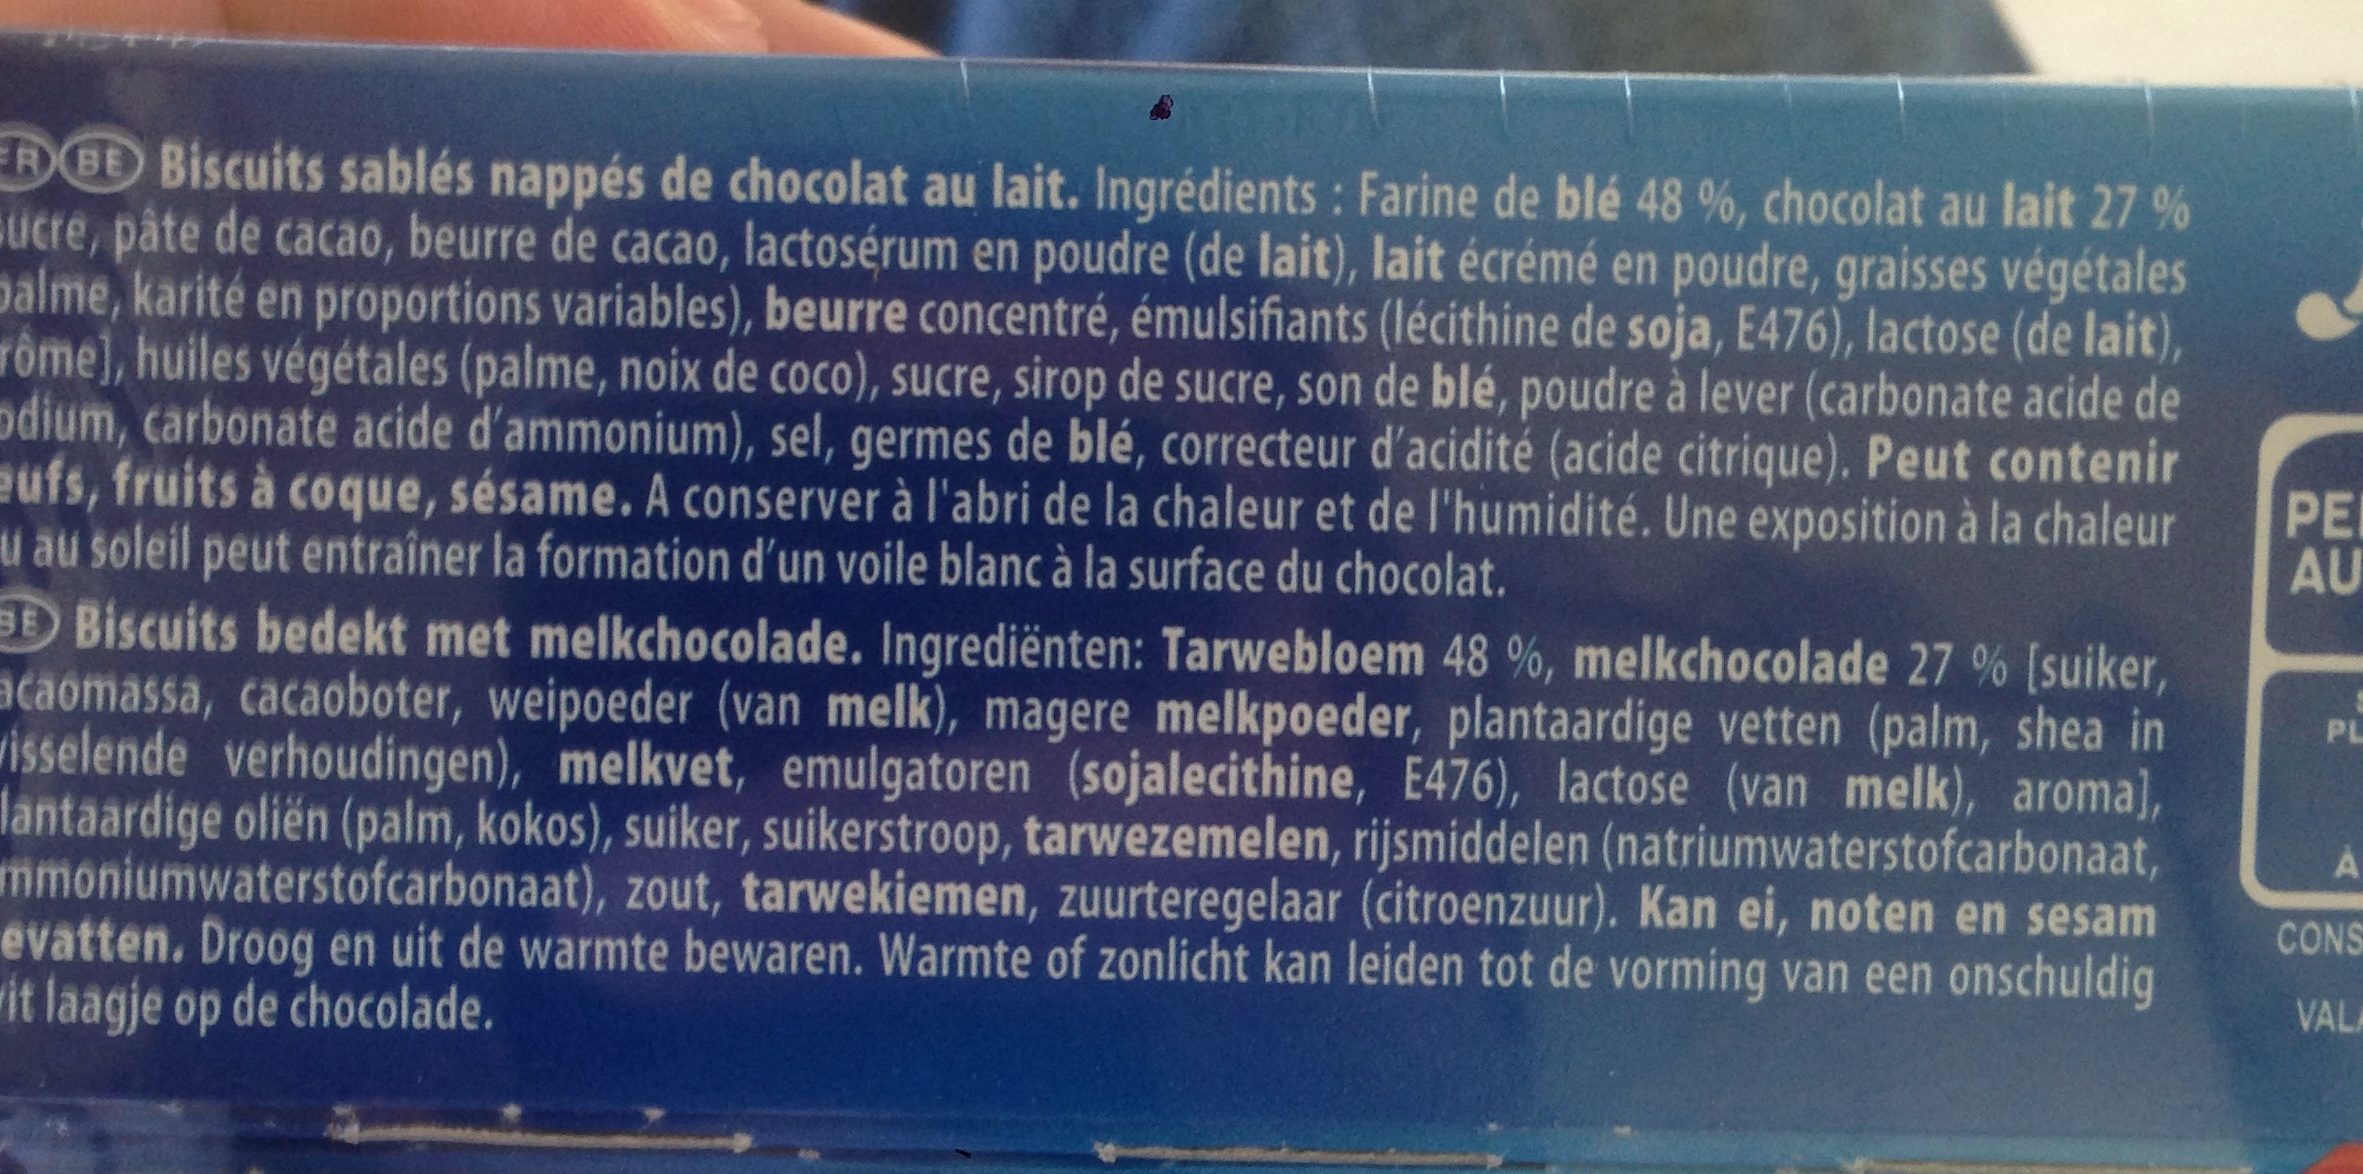 FR BE Biscuits sablés nappés de chocolat au lait. Ingrédients : Farine de blé 48 %, chocolat au lait 27 %
sucre, pâte de cacao, beurre de cacao, lactosérum en poudre (de lait), lait écrémé en poudre, graisses végétales
palme, karité en proportions variables), beurre concentré, émulsifiants (lécithine de soja, E476), lactose (de lait),
rôme], huiles végétales (palme, noix de coco), sucre, sirop de sucre, son de blé, poudre à lever (carbonate acide de
odium, carbonate acide d'ammonium), sel, germes de blé, correcteur d'acidité (acide citrique). Peut contenir
eufs, fruits à coque, sésame. A conserver à l'abri de la chaleur et de l'humidité. Une exposition à la chaleur
u au soleil peut entraîner la formation d'un voile blanc à la surface du chocolat.
BE Biscuits bedekt met melkchocolade. Ingrediënten: Tarwebloem 48 %, melkchocolade 27 % [suiker,
acaomassa, cacaoboter, weipoeder (van melk), magere melkpoeder, plantaardige vetten (palm, shea in
isselende verhoudingen), melkvet, emulgatoren (sojalecithine, E476), lactose (van melk), aroma],
lantaardige oliën (palm, kokos), suiker, suikerstroop, tarwezemelen, rijsmiddelen (natriumwaterstofcarbonaat,
mmoniumwaterstofcarbonaat), zout, tarwekiemen, zuurteregelaar (citroenzuur). Kan ei, noten en sesam
evatten. Droog en uit de warmte bewaren. Warmte of zonlicht kan leiden tot de vorming van een onschuldig
it laagje op de chocolade.
PE
AU
PL
À
CONS
VAL